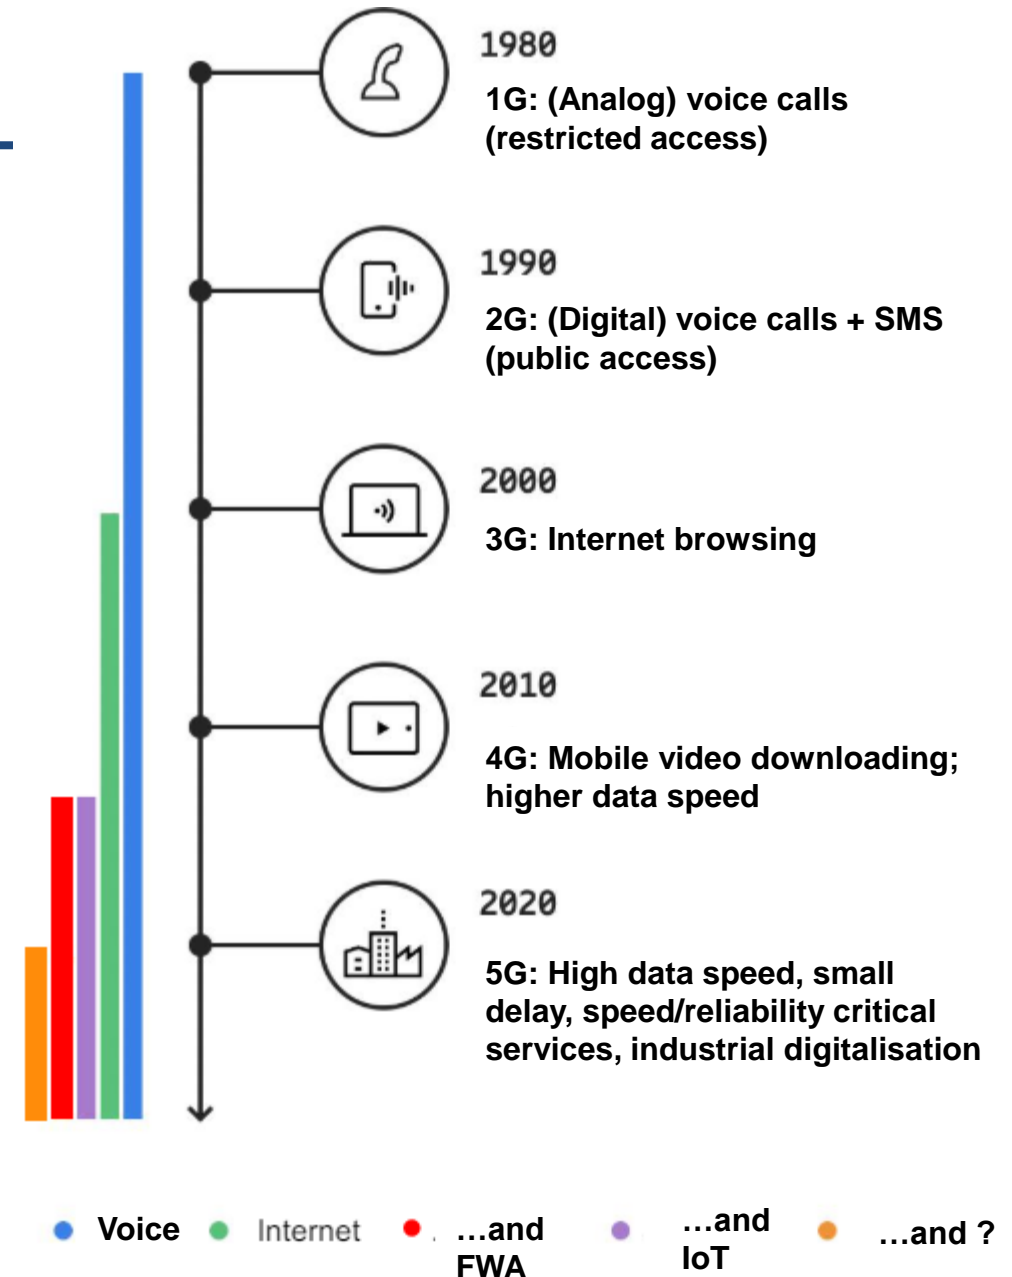 1980
1G: (Analog) voice calls
(restricted access)
1990
2G: (Digital) voice calls + SMS
(public access)
2000
3G: Internet browsing
2010
4G: Mobile video downloading;
higher data speed
2020
5G: High data speed, small
delay, speed/reliability critical
services, industrial digitalisation
Voice
Internet
…and
FWA
…and
IoT
…and ?